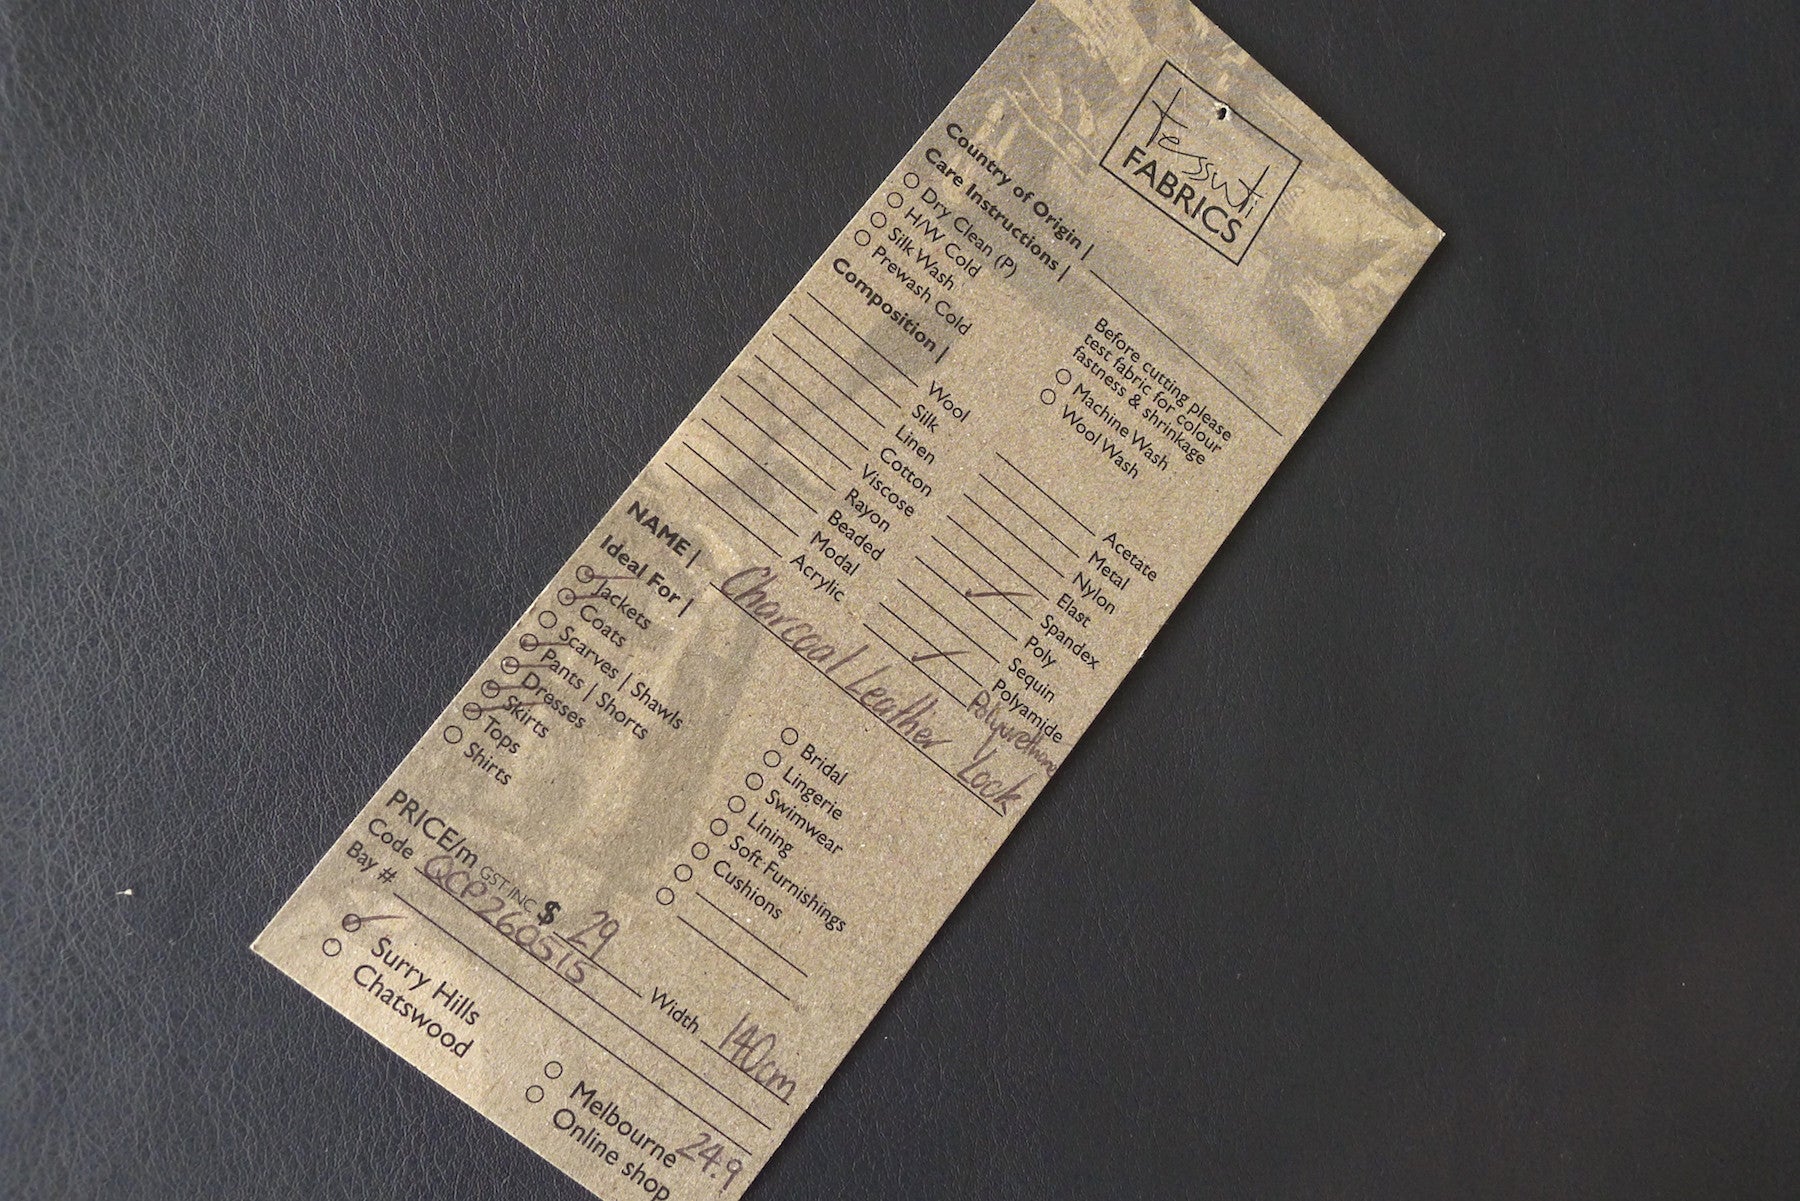 tessuti
FABRICS
Country of Origin |
Care Instructions |
Dry Clean (P)
H/W Cold
Silk Wash
Prewash Cold
Before cutting please
test fabric for colour
fastness & shrinkage
Machine Wash
Wool Wash
Composition |
Wool
Silk
Linen
Cotton
Viscose
Rayon
Beaded
Modal
Acrylic
Acetate
Metal
Nylon
Elast
Spandex
Poly
Sequin
Polyamide
Polyurethane
NAME | Charcoal Leather Look
Ideal For |
Jackets
Coats
Scarves | Shawls
Pants | Shorts
Dresses
Skirts
Tops
Shirts
Bridal
Lingerie
Swimwear
Lining
Soft Furnishings
Cushions
PRICE/m GST INC $ 29
Width 140cm
Code QCP260515
Bay #
Surry Hills
Chatswood
Melbourne
Online shop
24.9